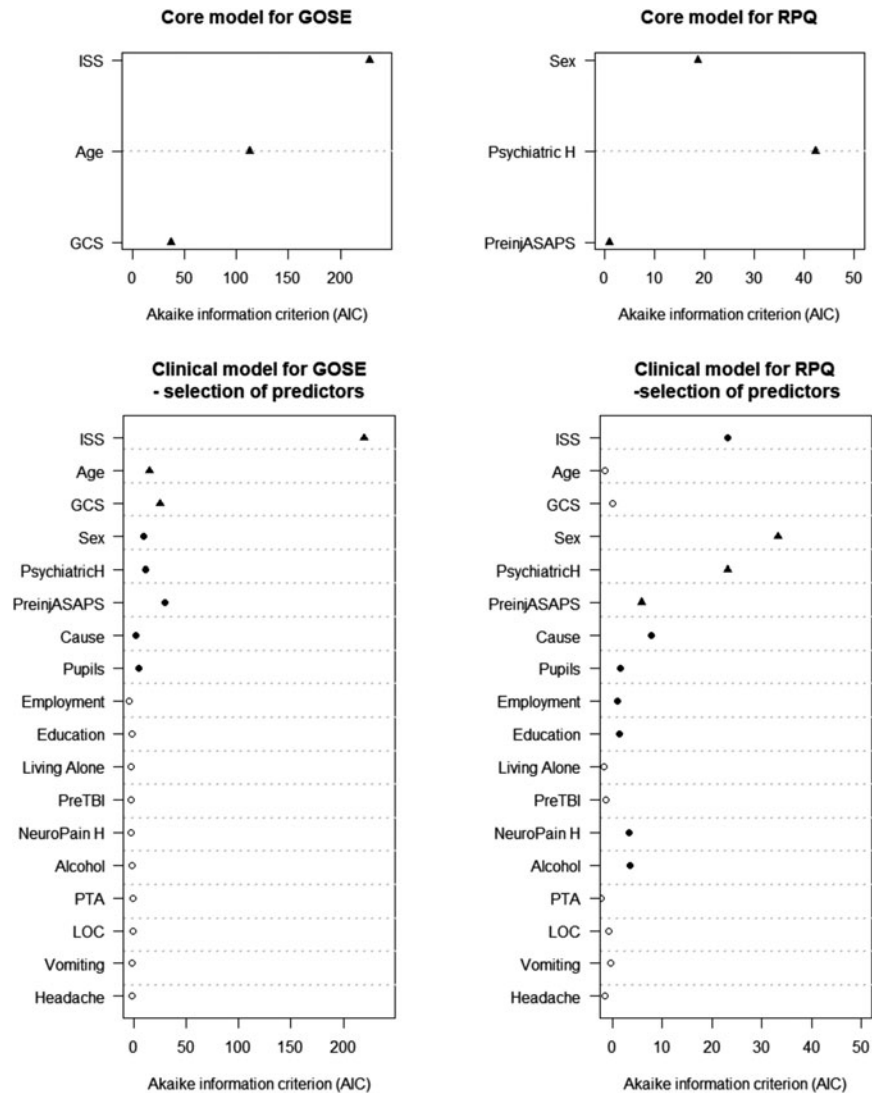 Core model for GOSE
ISS
Age
GCS
0 50 100 150 200
Akaike information criterion (AIC)
Core model for RPQ
Sex
Psychiatric H
PreinjASAPS
0 10 20 30 40 50
Akaike information criterion (AIC)
Clinical model for GOSE
- selection of predictors
ISS
Age
GCS
Sex
PsychiatricH
PreinjASAPS
Cause
Pupils
Employment
Education
Living Alone
PreTBI
NeuroPain H
Alcohol
PTA
LOC
Vomiting
Headache
0 50 100 150 200
Akaike information criterion (AIC)
Clinical model for RPQ
-selection of predictors
ISS
Age
GCS
Sex
PsychiatricH
PreinjASAPS
Cause
Pupils
Employment
Education
Living Alone
PreTBI
NeuroPain H
Alcohol
PTA
LOC
Vomiting
Headache
0 10 20 30 40 50
Akaike information criterion (AIC)